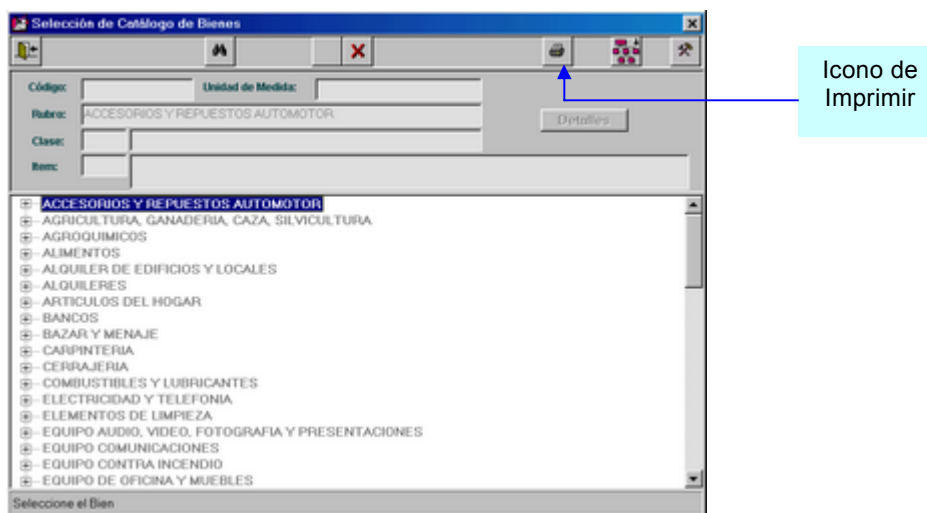 Selección de Catálogo de Bienes
Código:
Unidad de Medida:
Rubro: ACCESORIOS Y REPUESTOS AUTOMOTOR
Detalles
Clase:
Item:
Icono de
Imprimir
ACCESORIOS Y REPUESTOS AUTOMOTOR
AGRICULTURA, GANADERIA, CAZA, SILVICULTURA
AGROQUIMICOS
ALIMENTOS
ALQUILER DE EDIFICIOS Y LOCALES
ALQUILERES
ARTICULOS DEL HOGAR
BANCOS
BAZAR Y MENAJE
CARPINTERIA
CERRAJERIA
COMBUSTIBLES Y LUBRICANTES
ELECTRICIDAD Y TELEFONIA
ELEMENTOS DE LIMPIEZA
EQUIPO AUDIO, VIDEO, FOTOGRAFIA Y PRESENTACIONES
EQUIPO COMUNICACIONES
EQUIPO CONTRA INCENDIO
EQUIPO DE OFICINA Y MUEBLES
Seleccione el Bien